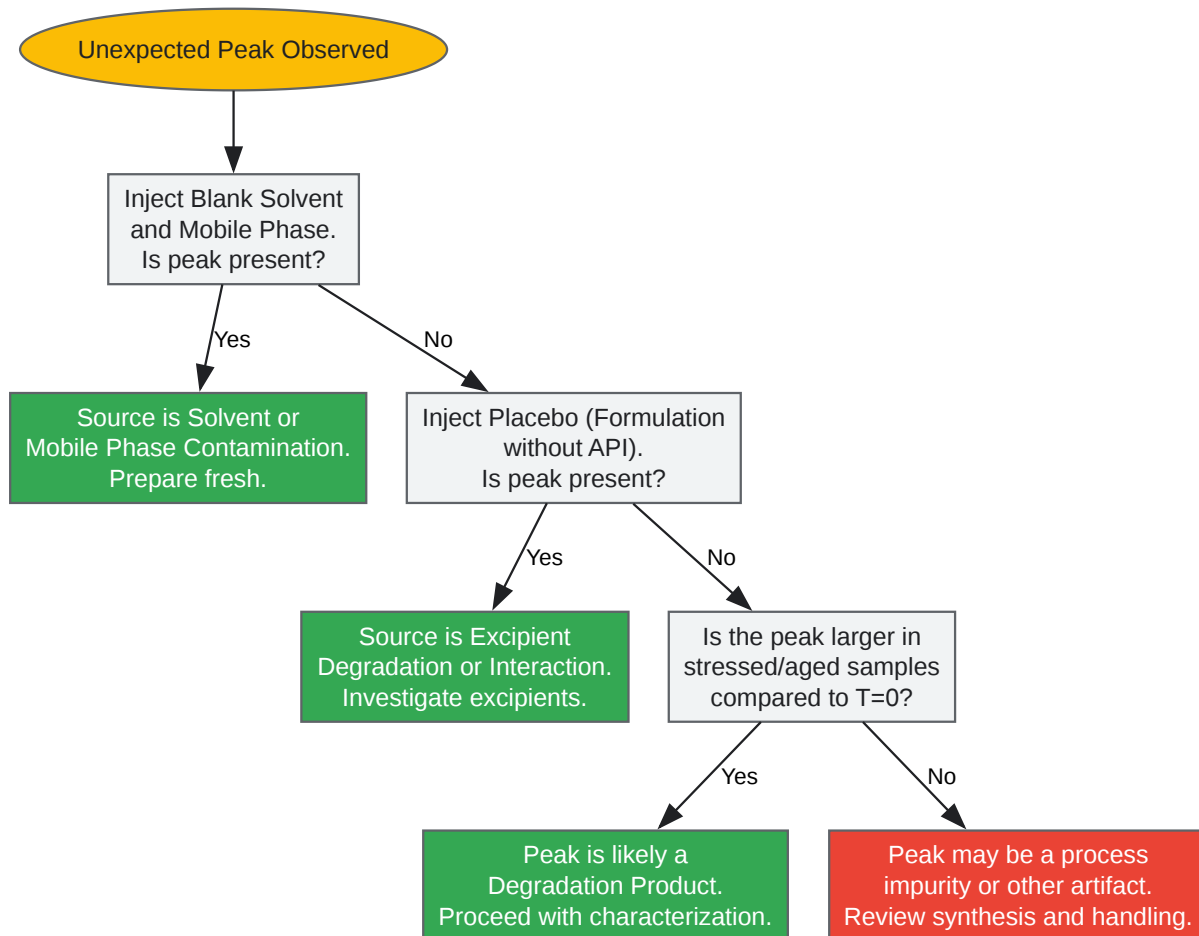 Unexpected Peak Observed
Inject Blank Solvent
and Mobile Phase.
Is peak present?
Yes
No
Source is Solvent or
Mobile Phase Contamination.
Prepare fresh.
Inject Placebo (Formulation
without API).
Is peak present?
Yes
No
Source is Excipient
Degradation or Interaction.
Investigate excipients.
Is the peak larger in
stressed/aged samples
compared to T=0?
Yes
No
Peak is likely a
Degradation Product.
Proceed with characterization.
Peak may be a process
impurity or other artifact.
Review synthesis and handling.